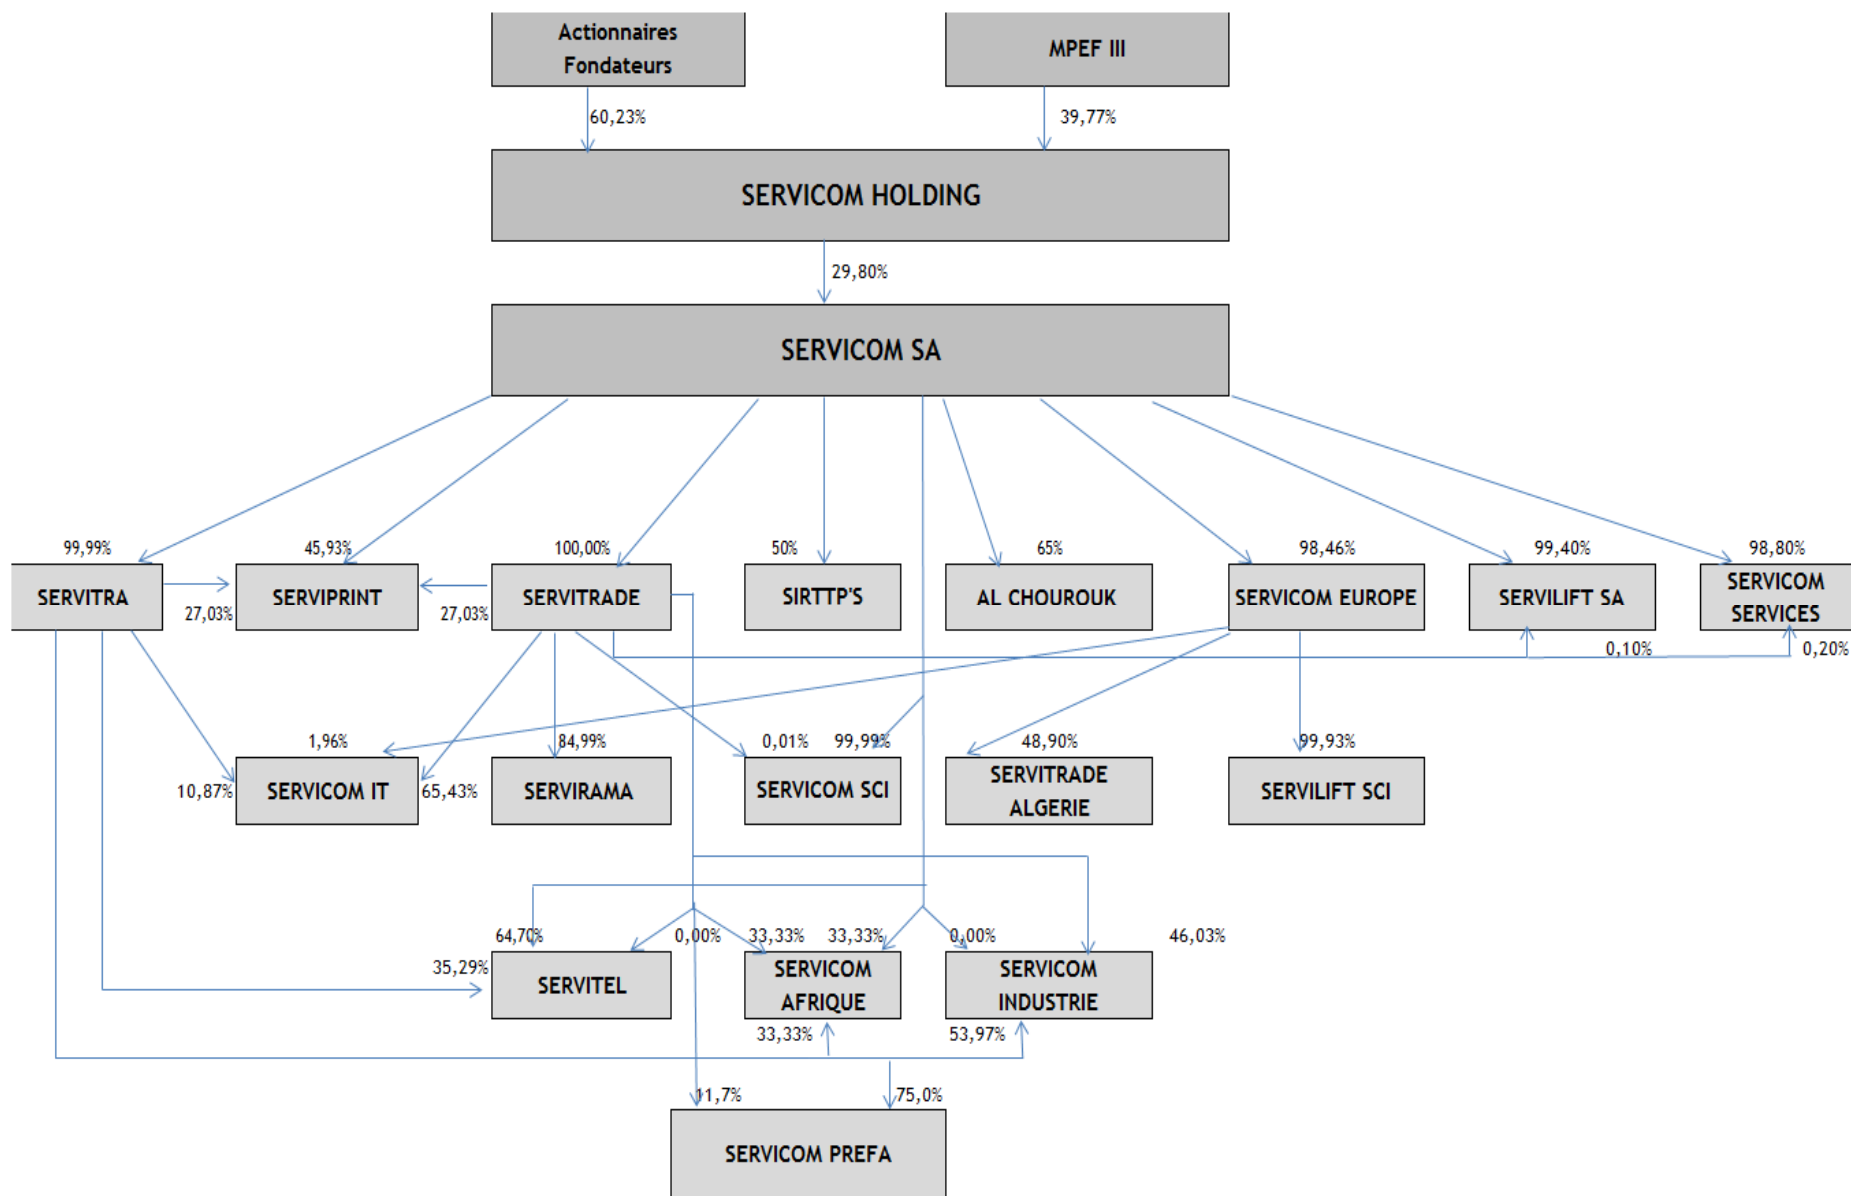 Actionnaires
Fondateurs
MPEF III
60,23%
39,77%
SERVICOM HOLDING
29,80%
SERVICOM SA
99,99%
45,93%
100,00%
50%
65%
98,46%
99,40%
98,80%
SERVITRA
SERVIPRINT
SERVITRADE
SIRTTP'S
AL CHOUROUK
SERVICOM EUROPE
SERVILIFT SA
SERVICOM
SERVICES
27,03%
27,03%
0,10%
0,20%
1,96%
84,99%
0,01%
99,99%
48,90%
99,93%
10,87%
SERVICOM IT
65,43%
SERVIRAMA
SERVICOM SCI
SERVITRADE
ALGERIE
SERVILIFT SCI
64,70%
0,00%
33,33%
33,33%
0,00%
46,03%
35,29%
SERVITEL
SERVICOM
AFRIQUE
SERVICOM
INDUSTRIE
33,33%
53,97%
11,7%
75,0%
SERVICOM PREFA